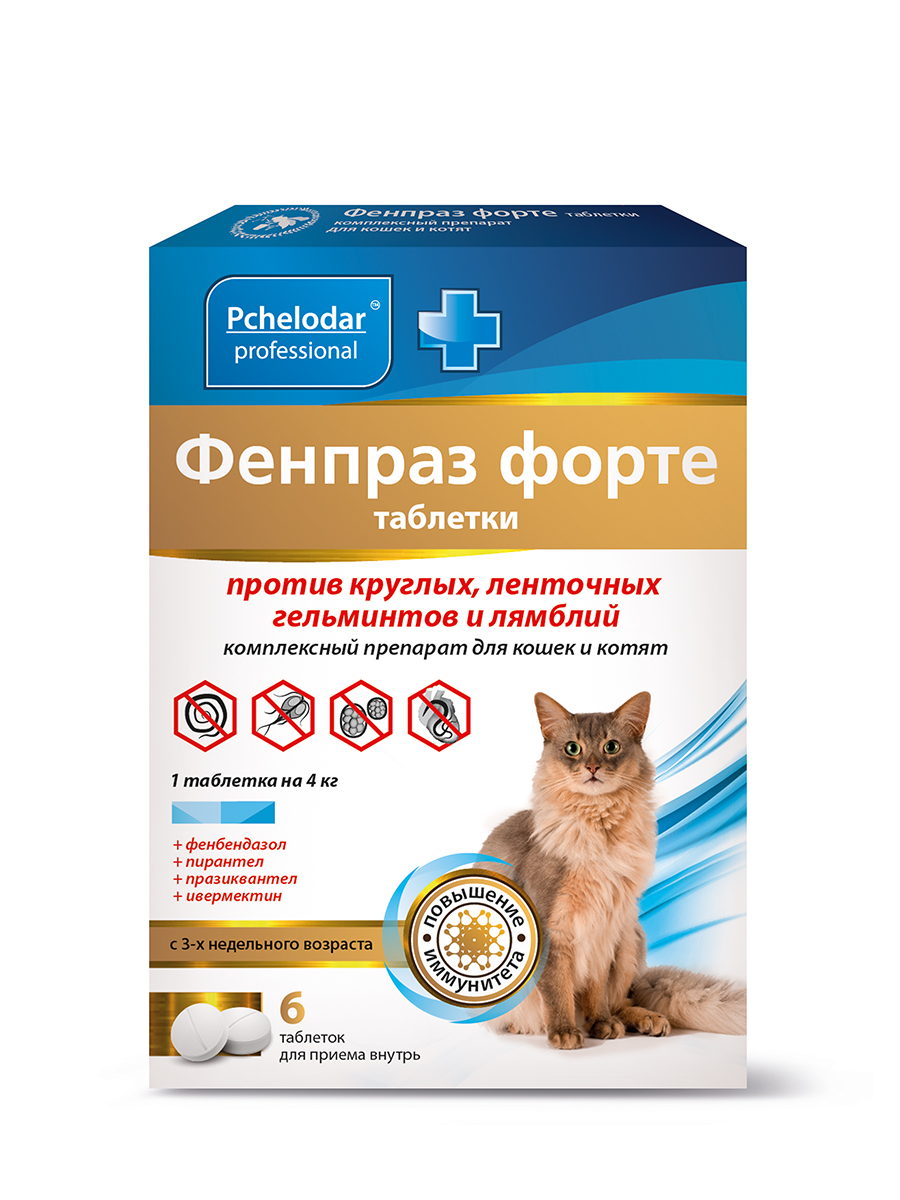 Фенпраз форте таблетки
комплексный препарат
для кошек и котят
Pchelodar™
professional
Фенпраз форте
таблетки
против круглых, ленточных
гельминтов и лямблий
комплексный препарат для кошек и котят
1 таблетка на 4 кг
+ фенбендазол
+ пирантел
+ празиквантел
+ ивермектин
ПОВЫШЕНИЕ
ИММУНИТЕТА
с 3-х недельного возраста
6
таблеток
для приема внутрь